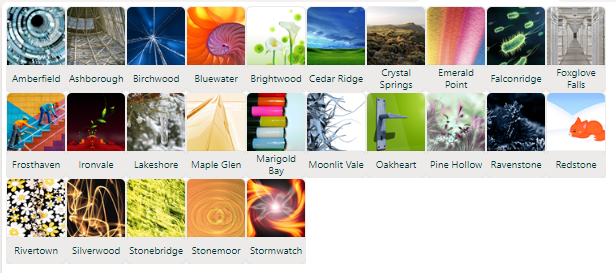 Amberfield
Ashborough
Birchwood
Bluewater
Brightwood
Cedar Ridge
Crystal
Springs
Emerald
Point
Falconridge
Foxglove
Falls
Frosthaven
Ironvale
Lakeshore
Maple Glen
Marigold
Bay
Moonlit Vale
Oakheart
Pine Hollow
Ravenstone
Redstone
Rivertown
Silverwood
Stonebridge
Stonemoor
Stormwatch